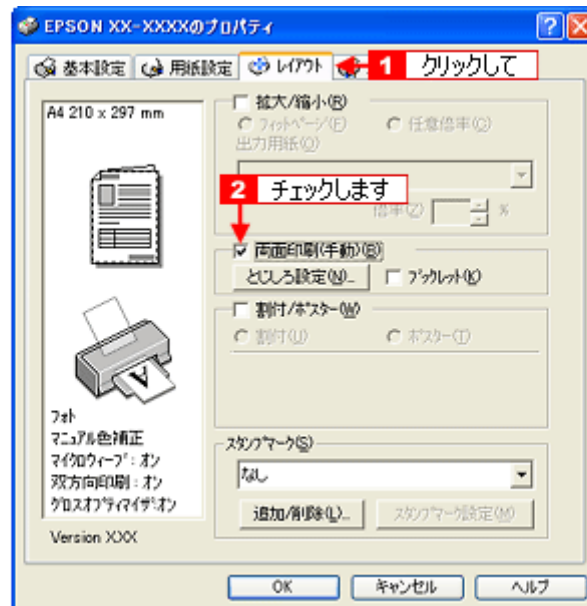 EPSON XX-XXXXのプロパティ
基本設定 用紙設定 レイアウト 1 クリックして
A4 210 x 297 mm
拡大/縮小(R)
フィットページ(F) 任意倍率(C)
出力用紙(O)
2 チェックします
倍率(Z) %
両面印刷(手動)(B)
とじしろ設定(N)... ブックレット(K)
割付/ポスター(W)
割付(U) ポスター(T)
A
フォト
マニュアル色補正
マイクロウィーブ : オン
双方向印刷 : オン
グロスオプティマイザ:オン
Version XXX
スタンプマーク(S)
なし
追加/削除(L)... スタンプマーク設定(M)
OK キャンセル ヘルプ